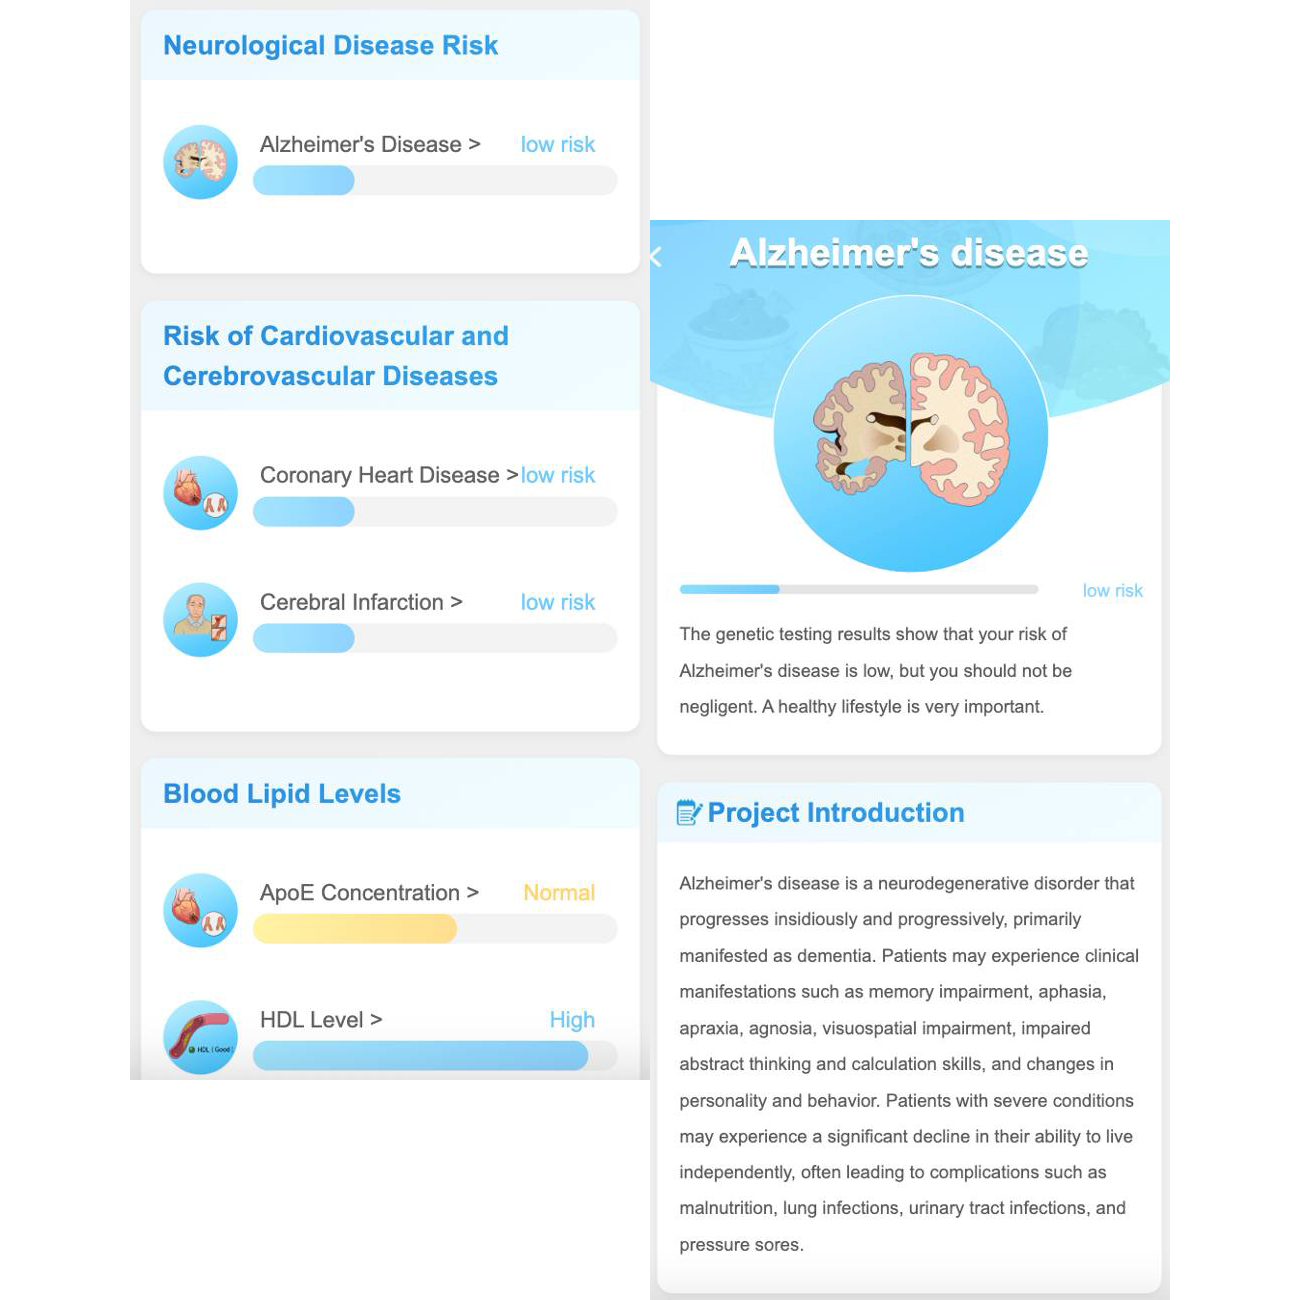 Neurological Disease Risk
Alzheimer's Disease > low risk
Risk of Cardiovascular and
Cerebrovascular Diseases
Coronary Heart Disease > low risk
Cerebral Infarction > low risk
Blood Lipid Levels
ApoE Concentration > Normal
HDL Level > High
HDL ( Good )
Alzheimer's disease
low risk
The genetic testing results show that your risk of
Alzheimer's disease is low, but you should not be
negligent. A healthy lifestyle is very important.
Project Introduction
Alzheimer's disease is a neurodegenerative disorder that
progresses insidiously and progressively, primarily
manifested as dementia. Patients may experience clinical
manifestations such as memory impairment, aphasia,
apraxia, agnosia, visuospatial impairment, impaired
abstract thinking and calculation skills, and changes in
personality and behavior. Patients with severe conditions
may experience a significant decline in their ability to live
independently, often leading to complications such as
malnutrition, lung infections, urinary tract infections, and
pressure sores.